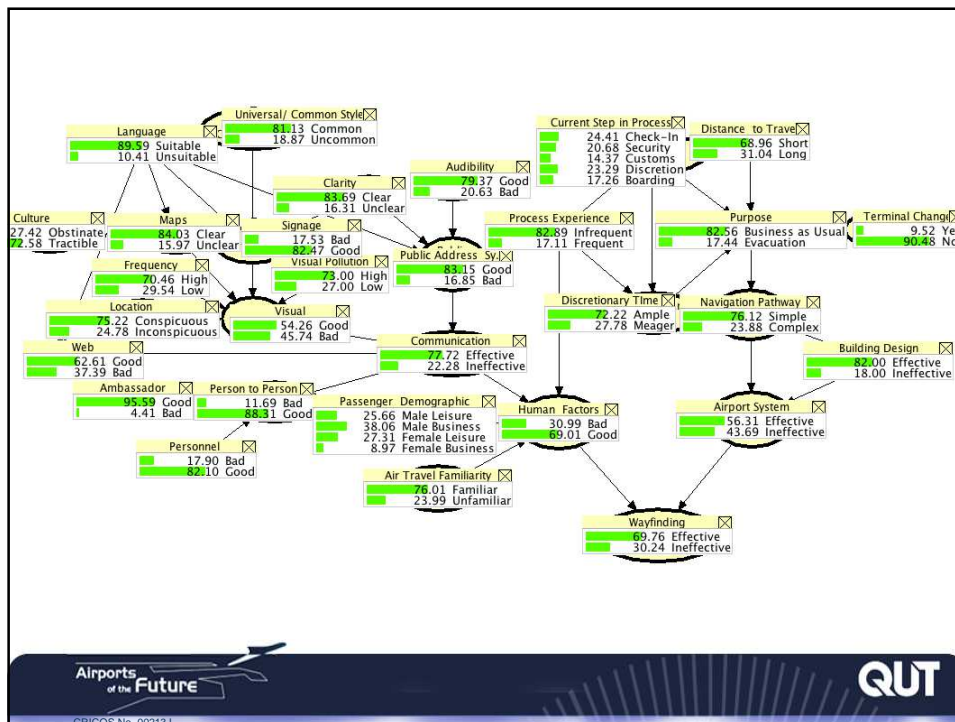 Universal/ Common Style
81.13 Common
18.87 Uncommon
Language
89.59 Suitable
10.41 Unsuitable
Current Step in Process
24.41 Check-In
20.68 Security
14.37 Customs
23.29 Discretion
17.26 Boarding
Distance to Trave
68.96 Short
31.04 Long
Clarity
83.69 Clear
16.31 Unclear
Audibility
79.37 Good
20.63 Bad
Culture
27.42 Obstinate
72.58 Tractible
Maps
84.03 Clear
15.97 Unclear
Signage
17.53 Bad
82.47 Good
Process Experience
82.89 Infrequent
17.11 Frequent
Purpose
82.56 Business as Usual
17.44 Evacuation
Terminal Change
9.52 Ye
90.48 No
Frequency
70.46 High
29.54 Low
Visual Pollution
73.00 High
27.00 Low
Public Address Sy.
83.15 Good
16.85 Bad
Location
75.22 Conspicuous
24.78 Inconspicuous
Visual
54.26 Good
45.74 Bad
Discretionary TIme
72.22 Ample
27.78 Meager
Navigation Pathway
76.12 Simple
23.88 Complex
Web
62.61 Good
37.39 Bad
Communication
77.72 Effective
22.28 Ineffective
Building Design
82.00 Effective
18.00 Ineffective
Ambassador
95.59 Good
4.41 Bad
Person to Person
11.69 Bad
88.31 Good
Passenger Demographic
25.66 Male Leisure
38.06 Male Business
27.31 Female Leisure
8.97 Female Business
Human Factors
30.99 Bad
69.01 Good
Airport System
56.31 Effective
43.69 Ineffective
Personnel
17.90 Bad
82.10 Good
Air Travel Familiarity
76.01 Familiar
23.99 Unfamiliar
Wayfinding
69.76 Effective
30.24 Ineffective
Airports
of the Future
QUT
CRICOS No. 00213J